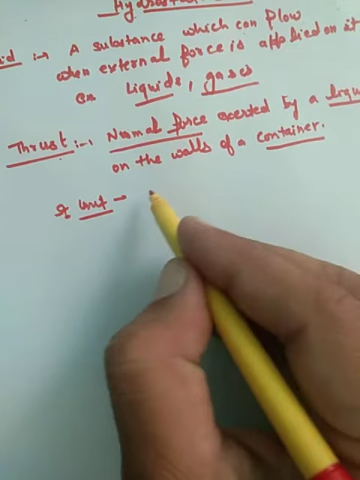 A substance which can flow
when external force is applied on it
Liquids, gases
Thrust :- Normal force exerted by a
on the walls of a container.
Unit -